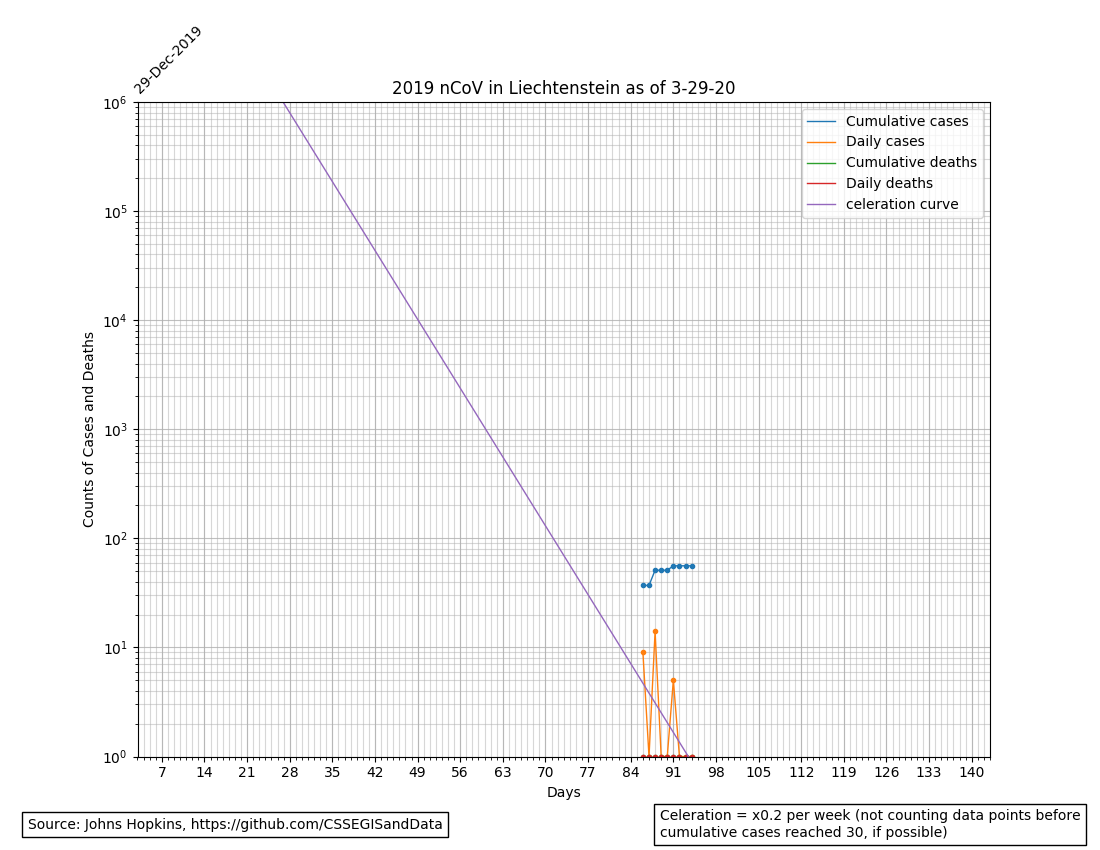 29-Dec-2019
2019 nCoV in Liechtenstein as of 3-29-20
10^6
10^5
10^4
10^3
10^2
10^1
10^0
Counts of Cases and Deaths
Cumulative cases
Daily cases
Cumulative deaths
Daily deaths
celeration curve
7 14 21 28 35 42 49 56 63 70 77 84 91 98 105 112 119 126 133 140
Days
Source: Johns Hopkins, https://github.com/CSSEGISandData
Celeration = x0.2 per week (not counting data points before
cumulative cases reached 30, if possible)